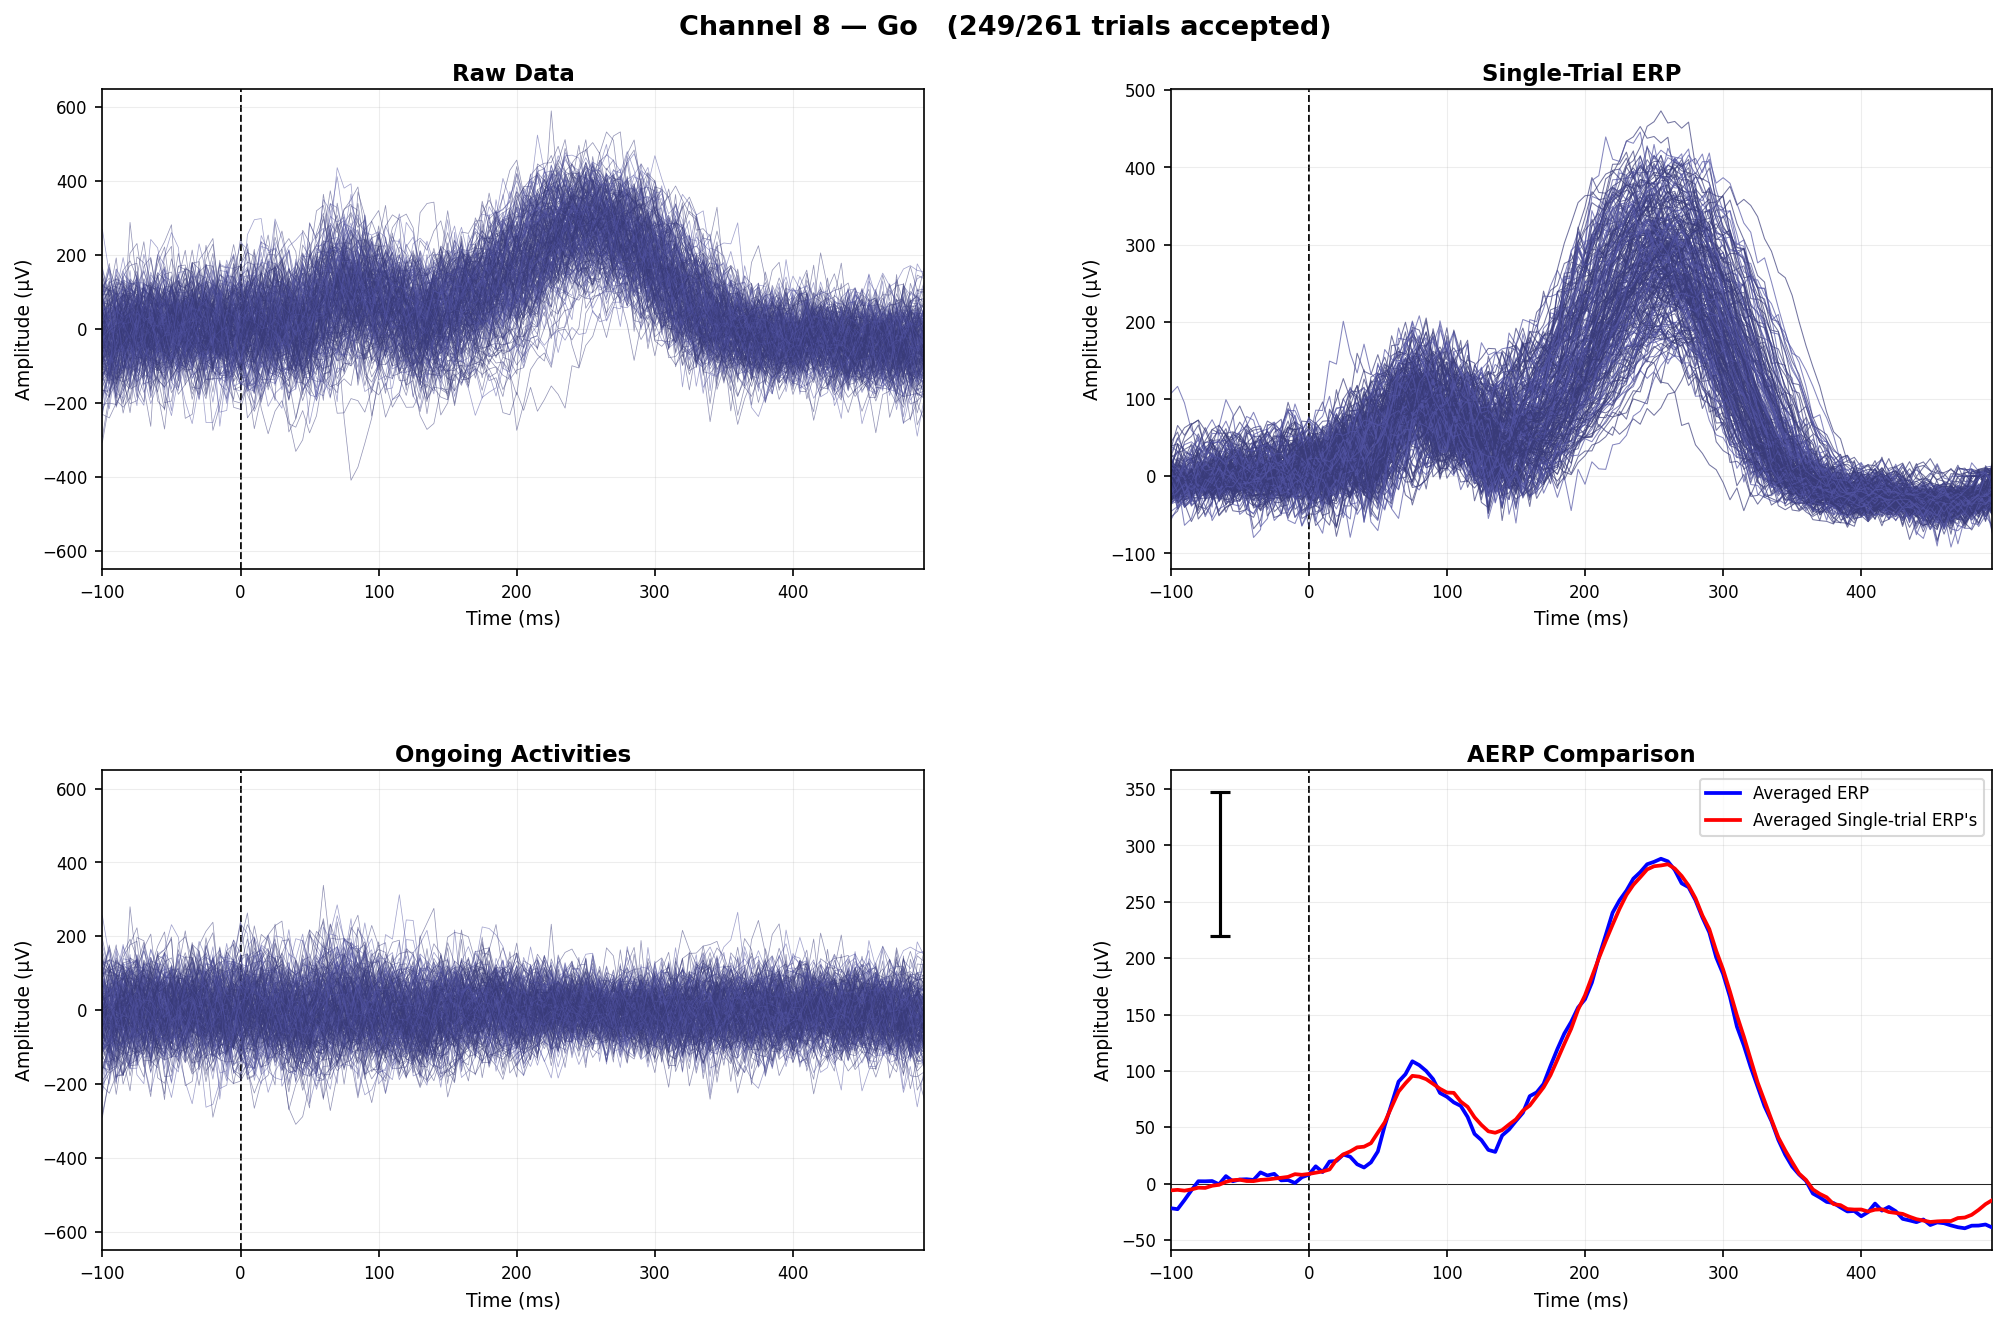 Channel 8 — Go   (249/261 trials accepted)
Raw Data
Amplitude (µV)
600
400
200
0
−200
−400
−600
−100 0 100 200 300 400
Time (ms)
Single-Trial ERP
Amplitude (µV)
500
400
300
200
100
0
−100
−100 0 100 200 300 400
Time (ms)
Ongoing Activities
Amplitude (µV)
600
400
200
0
−200
−400
−600
−100 0 100 200 300 400
Time (ms)
AERP Comparison
Amplitude (µV)
350
300
250
200
150
100
50
0
−50
Averaged ERP
Averaged Single-trial ERP's
−100 0 100 200 300 400
Time (ms)